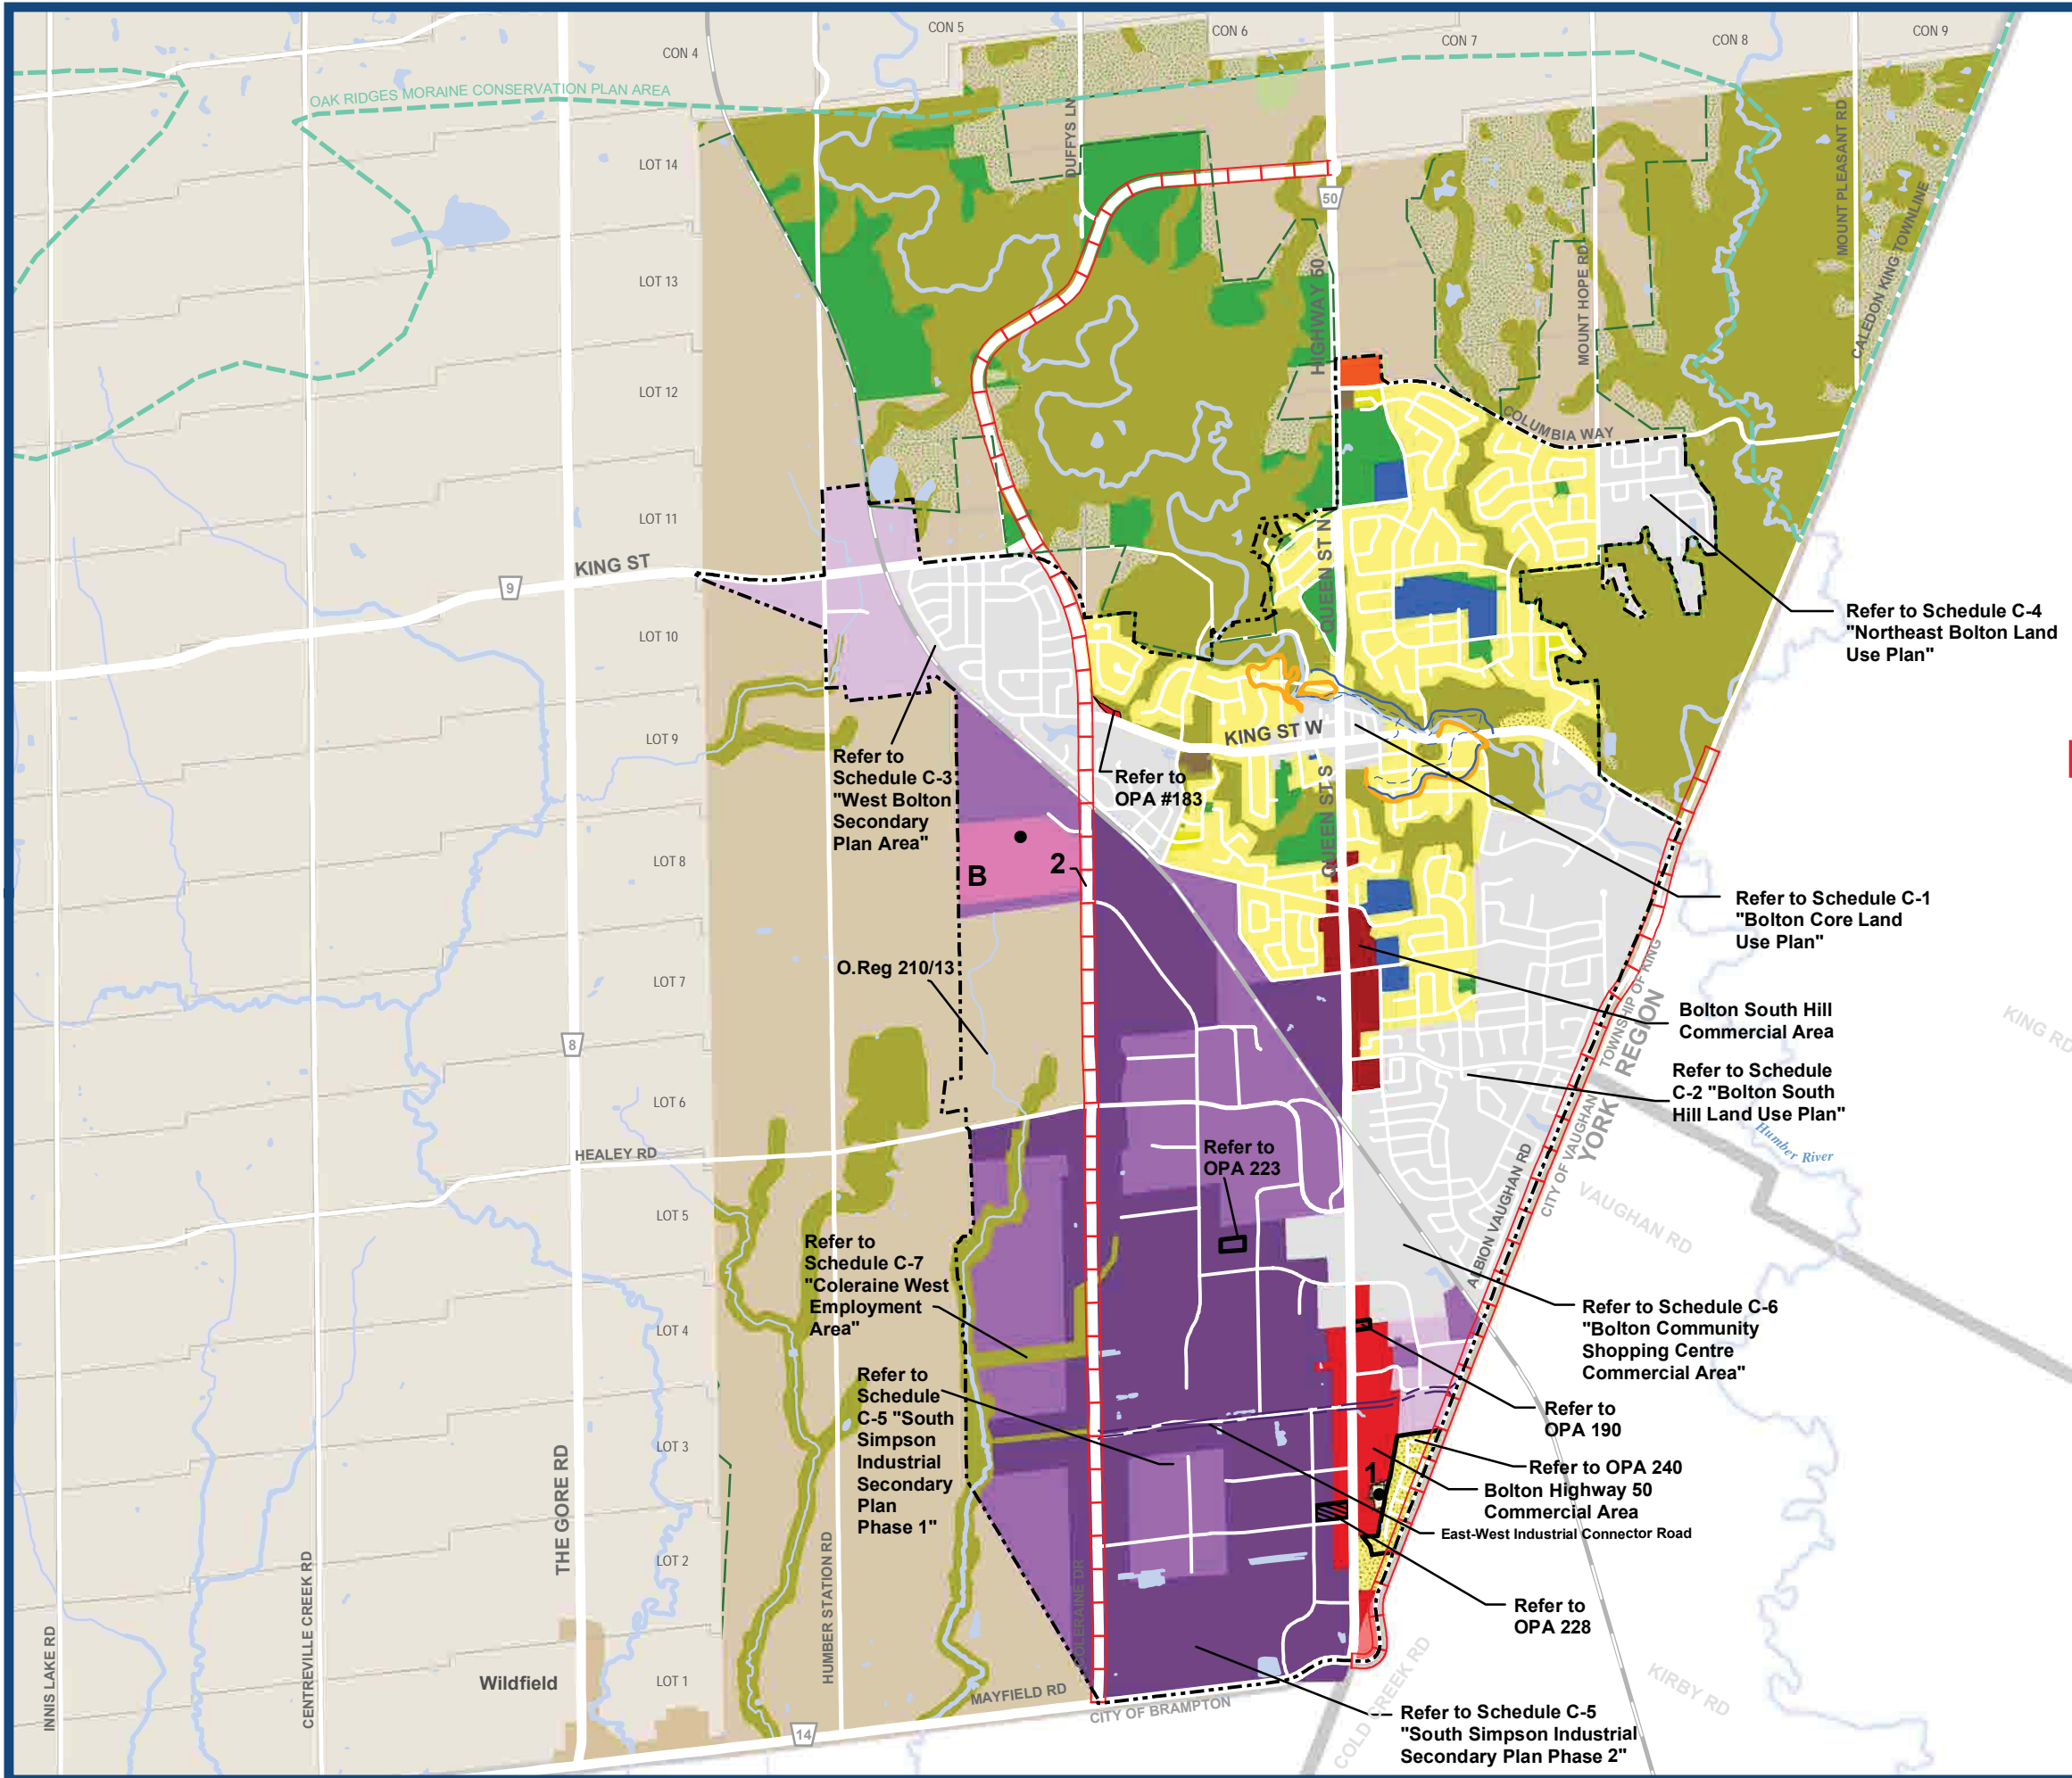 CON 4
CON 5
CON 6
CON 7
CON 8
CON 9
OAK RIDGES MORAINE CONSERVATION PLAN AREA
DUFFYS LN
MOUNT PLEASANT RD
LOT 14
50
CALEDON KING TOWNLINE
LOT 13
HIGHWAY 50
MOUNT HOPE RD
LOT 12
COLUMBIA WAY
LOT 11
QUEEN ST N
KING ST
9
Refer to Schedule C-4
"Northeast Bolton Land
Use Plan"
LOT 10
KING ST W
LOT 9
Refer to
Schedule C-3
"West Bolton
Secondary
Plan Area"
Refer to
OPA #183
QUEEN ST S
LOT 8
B
2
Refer to Schedule C-1
"Bolton Core Land
Use Plan"
O.Reg 210/13
LOT 7
TOWNSHIP OF KING
Bolton South Hill
Commercial Area
KING RD
8
REGION
YORK
Refer to Schedule
C-2 "Bolton South
Hill Land Use Plan"
LOT 6
Humber River
HEALEY RD
Refer to
OPA 223
CITY OF VAUGHAN
ALBION VAUGHAN RD
VAUGHAN RD
LOT 5
Refer to
Schedule C-7
"Coleraine West
Employment
Area"
LOT 4
Refer to Schedule C-6
"Bolton Community
Shopping Centre
Commercial Area"
Refer to
Schedule
C-5 "South
Simpson
Industrial
Secondary
Plan
Phase 1"
Refer to
OPA 190
LOT 3
Refer to OPA 240
1
Bolton Highway 50
Commercial Area
East-West Industrial Connector Road
THE GORE RD
LOT 2
Refer to
OPA 228
INNIS LAKE RD
CENTREVILLE CREEK RD
HUMBER STATION RD
COLERAINE DR
Wildfield
LOT 1
MAYFIELD RD
CITY OF BRAMPTON
COLD CREEK RD
KIRBY RD
14
Refer to Schedule C-5
"South Simpson Industrial
Secondary Plan Phase 2"